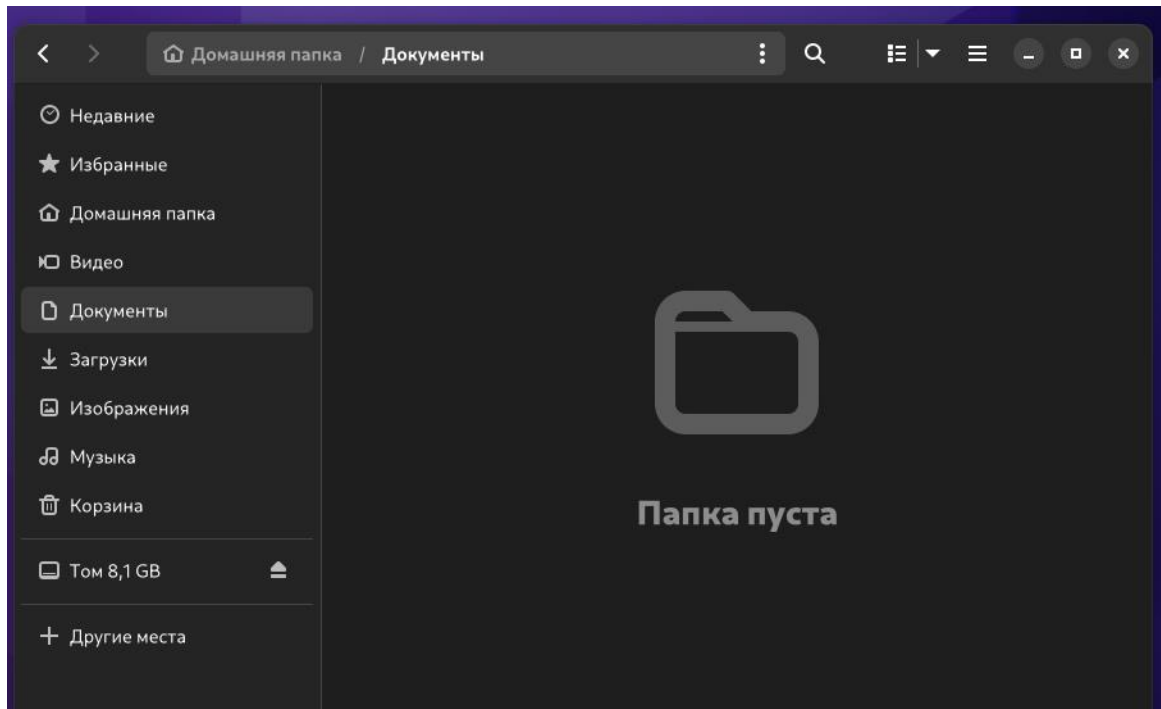 Домашняя папка / Документы
Недавние
Избранные
Домашняя папка
Видео
Документы
Загрузки
Изображения
Музыка
Корзина
Том 8,1 GB
Другие места
Папка пуста